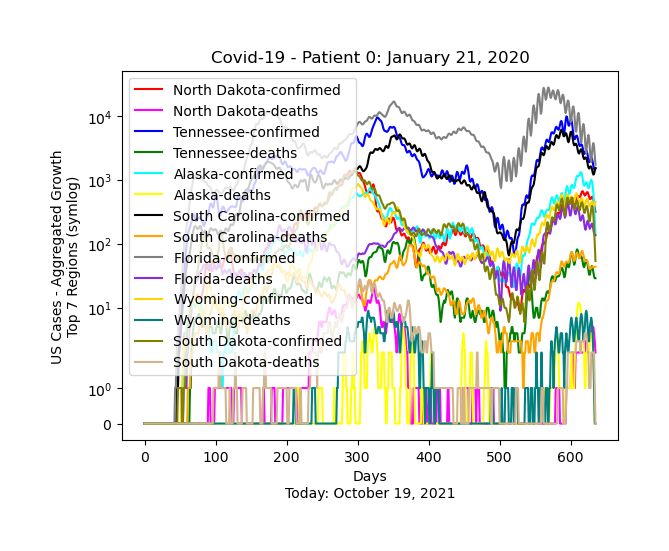 Covid-19 - Patient 0: January 21, 2020
US Cases - Aggregated Growth
Top 7 Regions (symlog)
10⁴
10³
10²
10¹
10⁰
0
North Dakota-confirmed
North Dakota-deaths
Tennessee-confirmed
Tennessee-deaths
Alaska-confirmed
Alaska-deaths
South Carolina-confirmed
South Carolina-deaths
Florida-confirmed
Florida-deaths
Wyoming-confirmed
Wyoming-deaths
South Dakota-confirmed
South Dakota-deaths
0 100 200 300 400 500 600
Days
Today: October 19, 2021